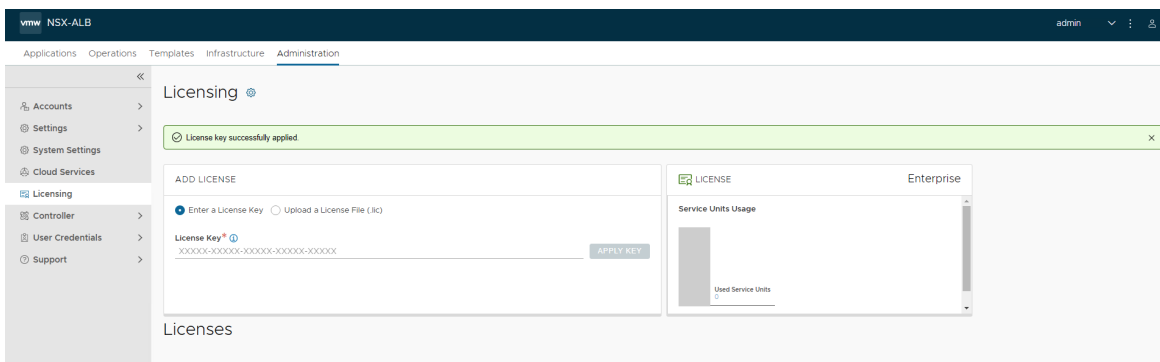 vmw NSX-ALB
admin
Applications Operations Templates Infrastructure Administration
Accounts
Settings
System Settings
Cloud Services
Licensing
Controller
User Credentials
Support
Licensing
License key successfully applied.
ADD LICENSE
Enter a License Key Upload a License File (.lic)
License Key*
XXXXX-XXXXX-XXXXX-XXXXX-XXXXX
APPLY KEY
LICENSE Enterprise
Service Units Usage
Used Service Units
0
Licenses